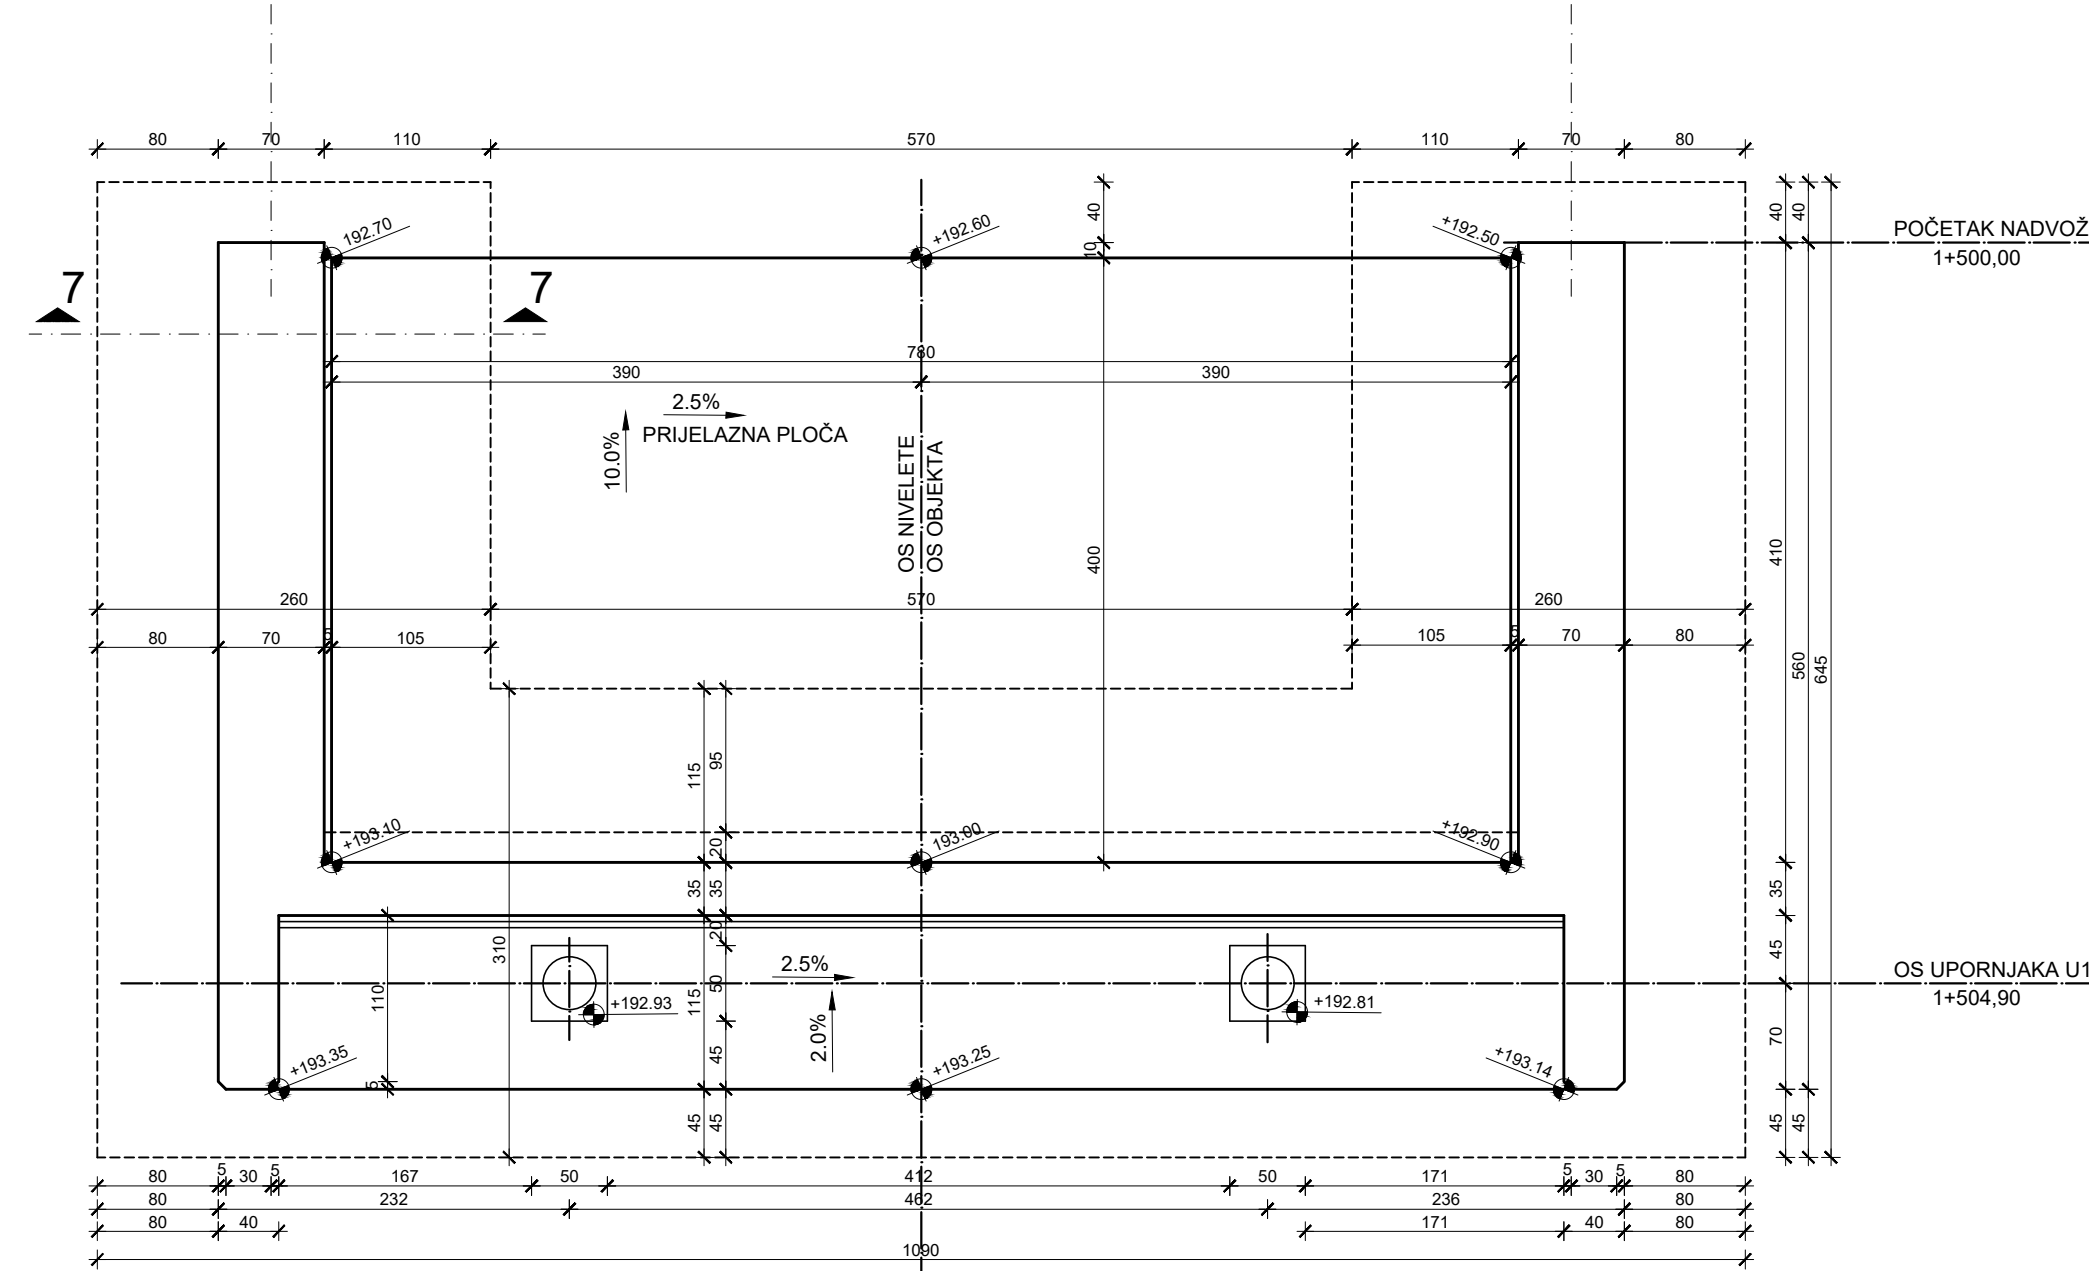 80 70 110 570 110 70 80
40 40 40
192.70 +192.60 +192.50
POČETAK NADVOŽ
10
1+500,00
7 7
780
390 390
2.5%
PRIJELAZNA PLOČA
10.0%
OS NIVELETE
OS OBJEKTA
400
410
260 570 260
80 70 5 105 105 5 70 80
560 645
115 95
+193.10 193.00 +192.90
20
35 35 35
310
20
45
2.5%
OS UPORNJAKA U1
1+504,90
110
115 50
+192.93 +192.81
2.0%
70
45
+193.35 +193.25 +193.14
5
45 45 45 45
80 5 30 5 167 50 412 50 171 5 30 5 80
80 232 462 236 80
80 40 171 40 80
1090